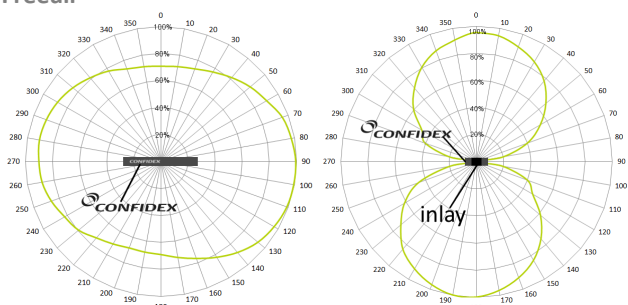 0 0
340 350 100% 10 20 340 350 100% 10 20
330 30 330 30
320 80% 40 320 80% 40
310 50 310 50
300 60% 60 300 60% 60
290 70 290 70
40% 40%
280 20% 80 280 CONFIDEX 20% 80
270 CONFIDEX 90 270 90
260 100 260 100
250 CONFIDEX 110 250 inlay 110
240 120 240 120
230 130 230 130
220 140 220 140
210 150 210 150
200 190 170 160 200 190 170 160